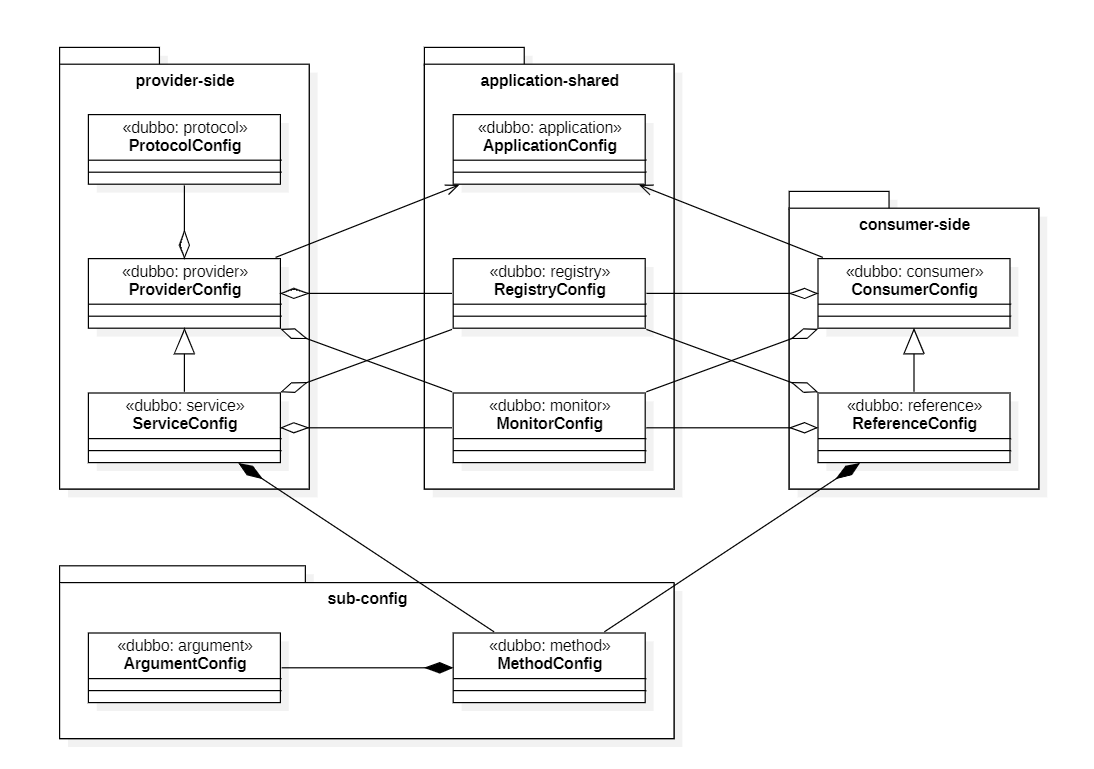 provider-side
«dubbo: protocol»
ProtocolConfig
«dubbo: provider»
ProviderConfig
«dubbo: service»
ServiceConfig
application-shared
«dubbo: application»
ApplicationConfig
«dubbo: registry»
RegistryConfig
«dubbo: monitor»
MonitorConfig
consumer-side
«dubbo: consumer»
ConsumerConfig
«dubbo: reference»
ReferenceConfig
sub-config
«dubbo: argument»
ArgumentConfig
«dubbo: method»
MethodConfig